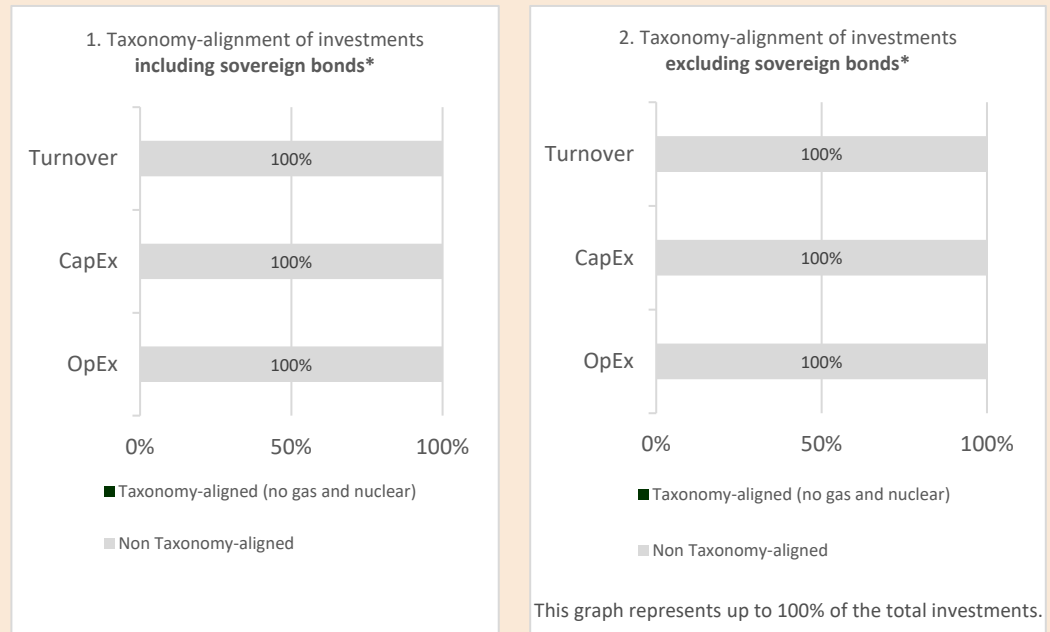 1. Taxonomy-alignment of investments
including sovereign bonds*
Turnover
100%
CapEx
100%
OpEx
100%
0%
50%
100%
Taxonomy-aligned (no gas and nuclear)
Non Taxonomy-aligned
2. Taxonomy-alignment of investments
excluding sovereign bonds*
Turnover
100%
CapEx
100%
OpEx
100%
0%
50%
100%
Taxonomy-aligned (no gas and nuclear)
Non Taxonomy-aligned
This graph represents up to 100% of the total investments.